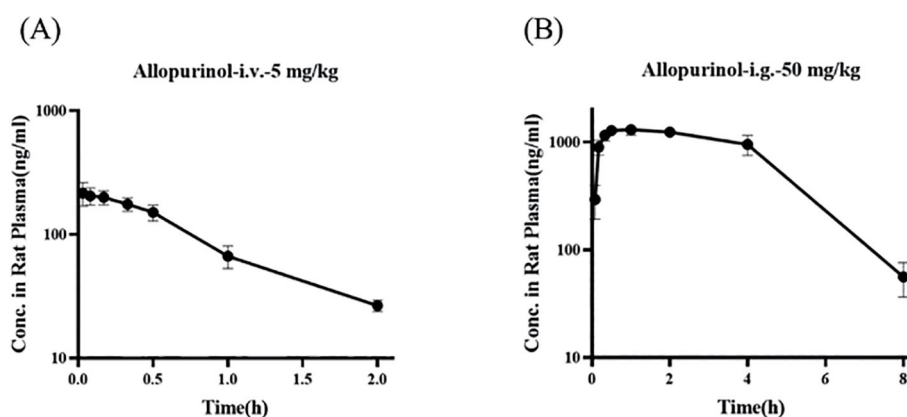 (A)
Allopurinol-i.v.-5 mg/kg
Conc. in Rat Plasma(ng/ml)
1000
100
10
0.0 0.5 1.0 1.5 2.0
Time(h)
(B)
Allopurinol-i.g.-50 mg/kg
Conc. in Rat Plasma(ng/ml)
1000
100
10
0 2 4 6 8
Time(h)